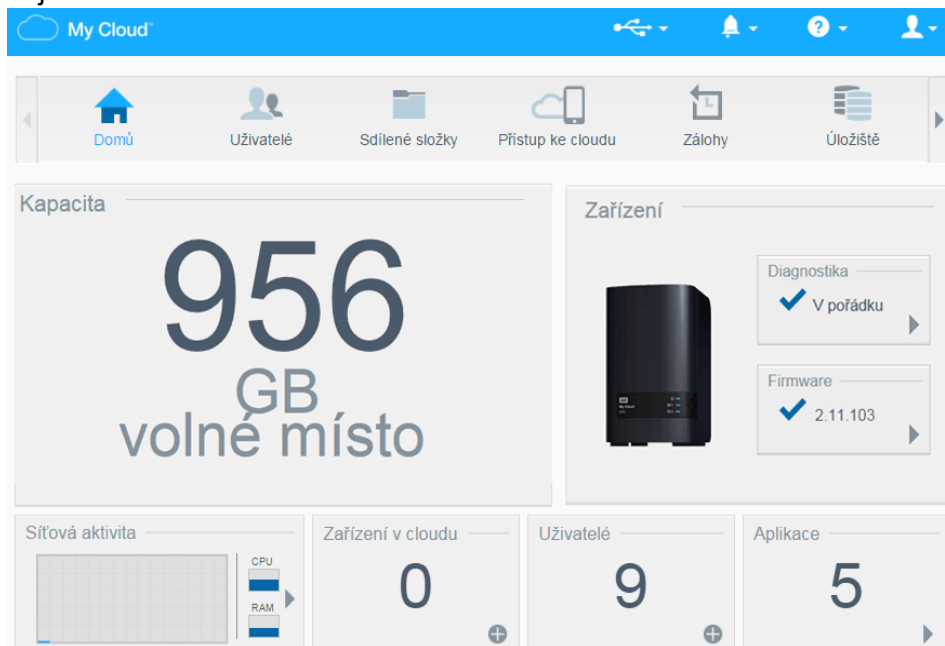 My Cloud™
Domů
Uživatelé
Sdílené složky
Přístup ke cloudu
Zálohy
Úložiště
Kapacita
956
GB
volné místo
Zařízení
Diagnostika
V pořádku
Firmware
2.11.103
Síťová aktivita
CPU
RAM
Zařízení v cloudu
0
Uživatelé
9
Aplikace
5